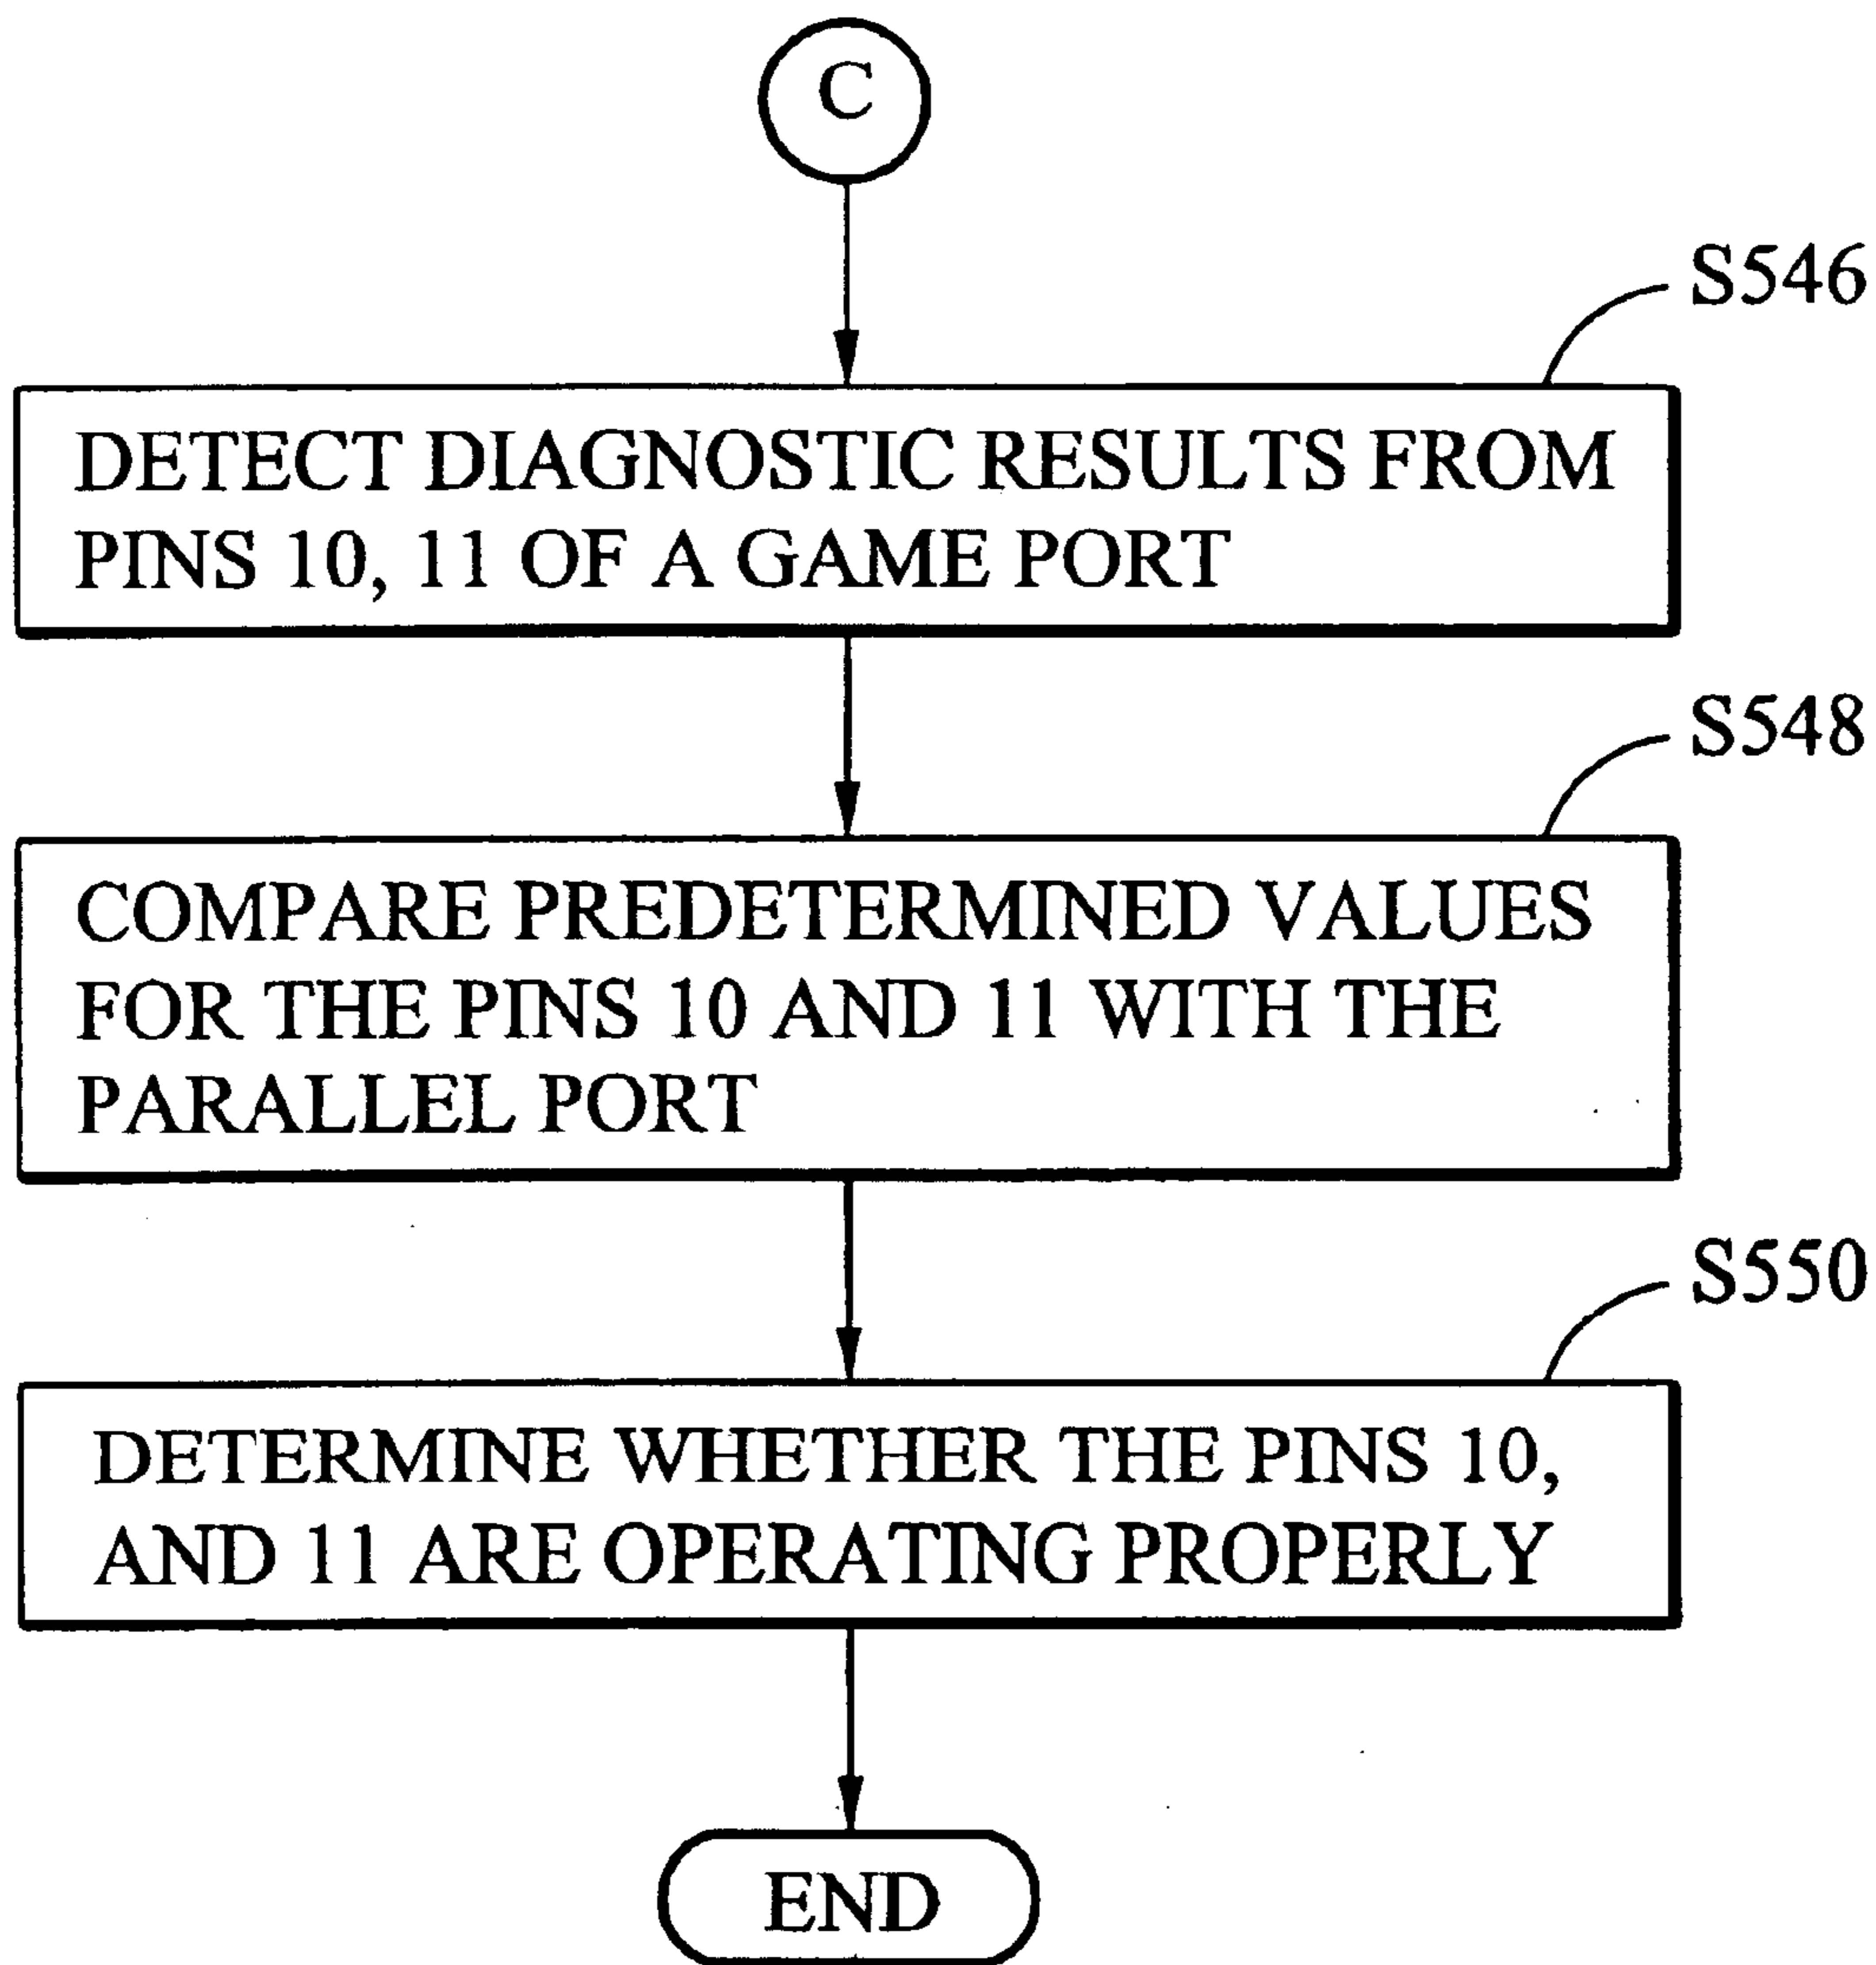 C
S546
DETECT DIAGNOSTIC RESULTS FROM
PINS 10, 11 OF A GAME PORT
S548
COMPARE PREDETERMINED VALUES
FOR THE PINS 10 AND 11 WITH THE
PARALLEL PORT
S550
DETERMINE WHETHER THE PINS 10,
AND 11 ARE OPERATING PROPERLY
END